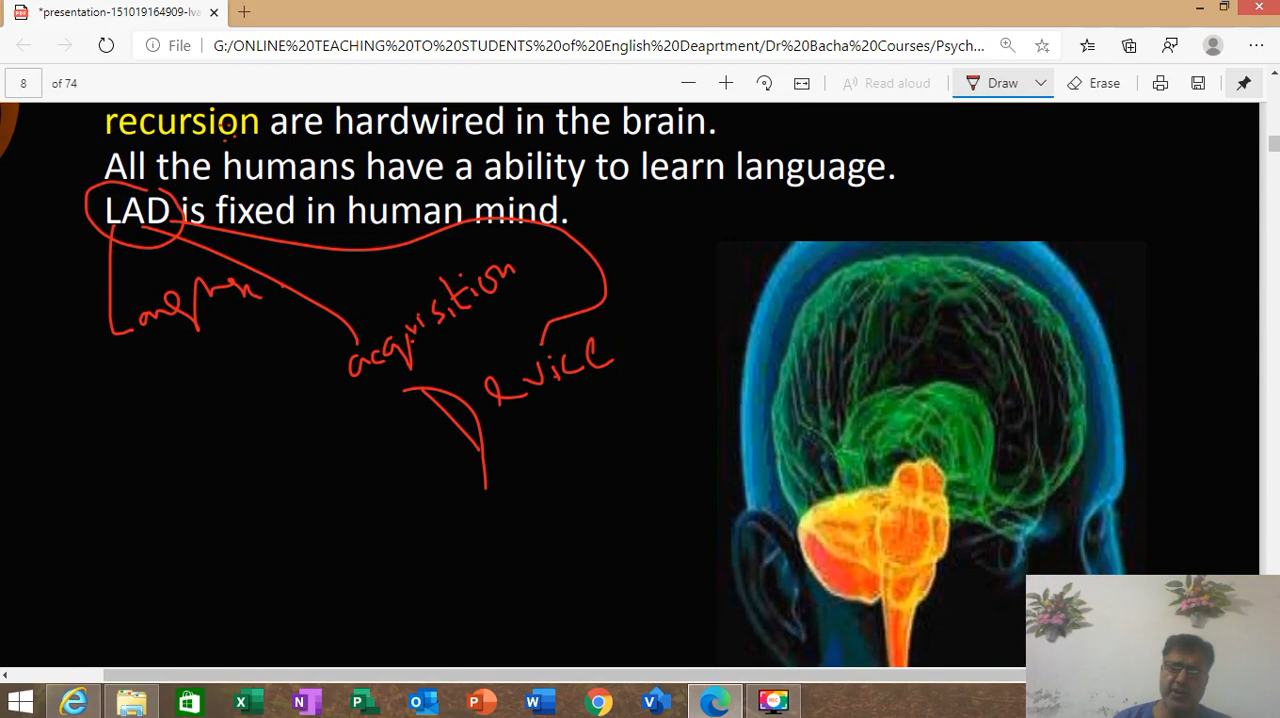 *presentation-151019164909-lva
File
G:/ONLINE%20TEACHING%20TO%20STUDENTS%20of%20English%20Deaprtment/Dr%20Bacha%20Courses/Psych...
8 of 74
Read aloud
Draw
Erase
recursion are hardwired in the brain.
All the humans have a ability to learn language.
LAD is fixed in human mind.
acquisition
Device